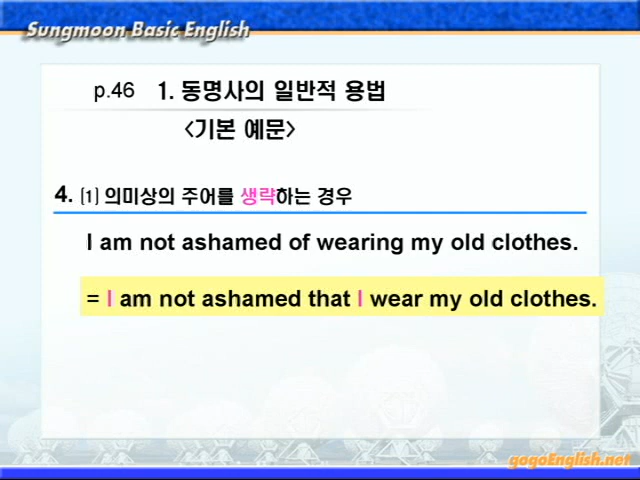 Sungmoon Basic English
p.46 1. 동명사의 일반적 용법
<기본 예문>
4. (1) 의미상의 주어를 생략하는 경우
I am not ashamed of wearing my old clothes.
= I am not ashamed that I wear my old clothes.
gogoEnglish.net